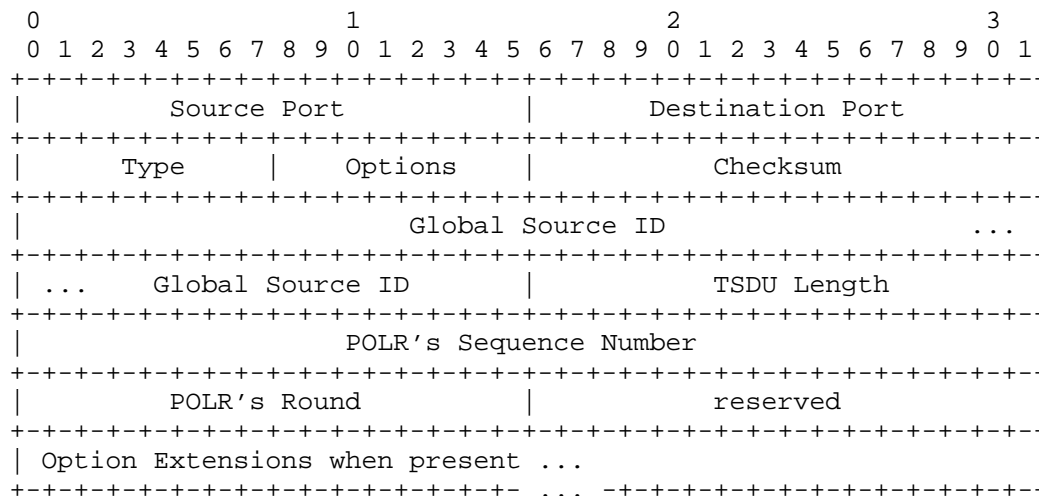 0                   1                   2                   3
0 1 2 3 4 5 6 7 8 9 0 1 2 3 4 5 6 7 8 9 0 1 2 3 4 5 6 7 8 9 0 1
+-+-+-+-+-+-+-+-+-+-+-+-+-+-+-+-+-+-+-+-+-+-+-+-+-+-+-+-+-+-+-+-
|         Source Port           |       Destination Port
+-+-+-+-+-+-+-+-+-+-+-+-+-+-+-+-+-+-+-+-+-+-+-+-+-+-+-+-+-+-+-+-
|      Type     |    Options    |           Checksum
+-+-+-+-+-+-+-+-+-+-+-+-+-+-+-+-+-+-+-+-+-+-+-+-+-+-+-+-+-+-+-+-
|                        Global Source ID                   ...
+-+-+-+-+-+-+-+-+-+-+-+-+-+-+-+-+-+-+-+-+-+-+-+-+-+-+-+-+-+-+-+-
| ...    Global Source ID       |           TSDU Length
+-+-+-+-+-+-+-+-+-+-+-+-+-+-+-+-+-+-+-+-+-+-+-+-+-+-+-+-+-+-+-+-
|                    POLR's Sequence Number
+-+-+-+-+-+-+-+-+-+-+-+-+-+-+-+-+-+-+-+-+-+-+-+-+-+-+-+-+-+-+-+-
|         POLR's Round          |           reserved
+-+-+-+-+-+-+-+-+-+-+-+-+-+-+-+-+-+-+-+-+-+-+-+-+-+-+-+-+-+-+-+-
| Option Extensions when present ...
+-+-+-+-+-+-+-+-+-+-+-+-+-+-+-+- ... -+-+-+-+-+-+-+-+-+-+-+-+-+-